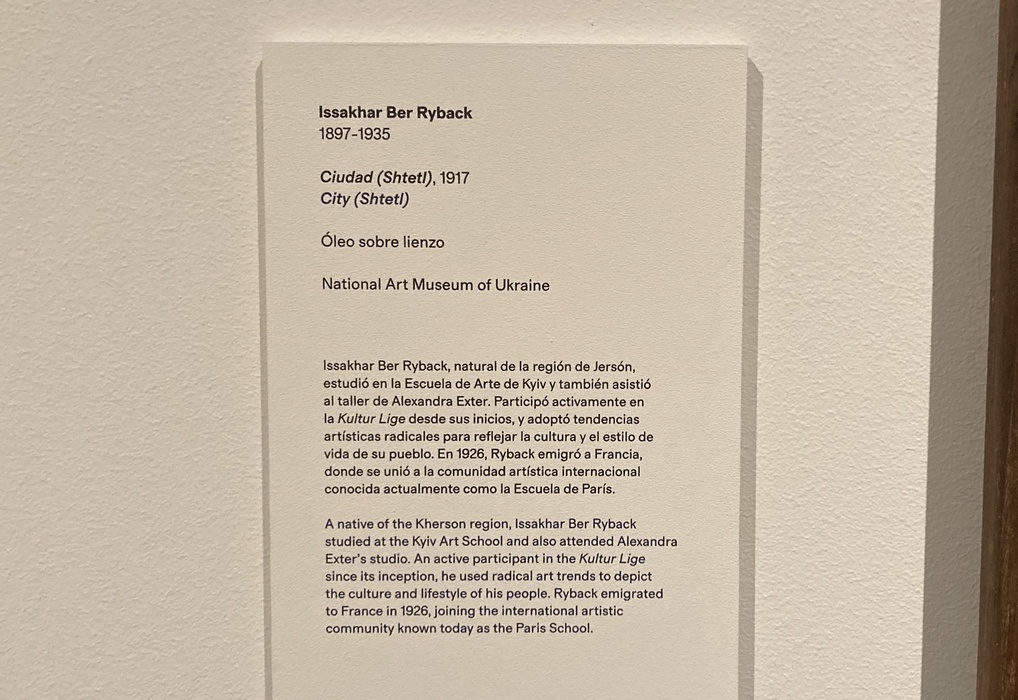 Issakhar Ber Ryback
1897-1935
Ciudad (Shtetl), 1917
City (Shtetl)
Óleo sobre lienzo
National Art Museum of Ukraine
Issakhar Ber Ryback, natural de la región de Jersón,
estudió en la Escuela de Arte de Kyiv y también asistió
al taller de Alexandra Exter. Participó activamente en
la Kultur Lige desde sus inicios, y adoptó tendencias
artísticas radicales para reflejar la cultura y el estilo de
vida de su pueblo. En 1926, Ryback emigró a Francia,
donde se unió a la comunidad artística internacional
conocida actualmente como la Escuela de París.
A native of the Kherson region, Issakhar Ber Ryback
studied at the Kyiv Art School and also attended Alexandra
Exter's studio. An active participant in the Kultur Lige
since its inception, he used radical art trends to depict
the culture and lifestyle of his people. Ryback emigrated
to France in 1926, joining the international artistic
community known today as the Paris School.